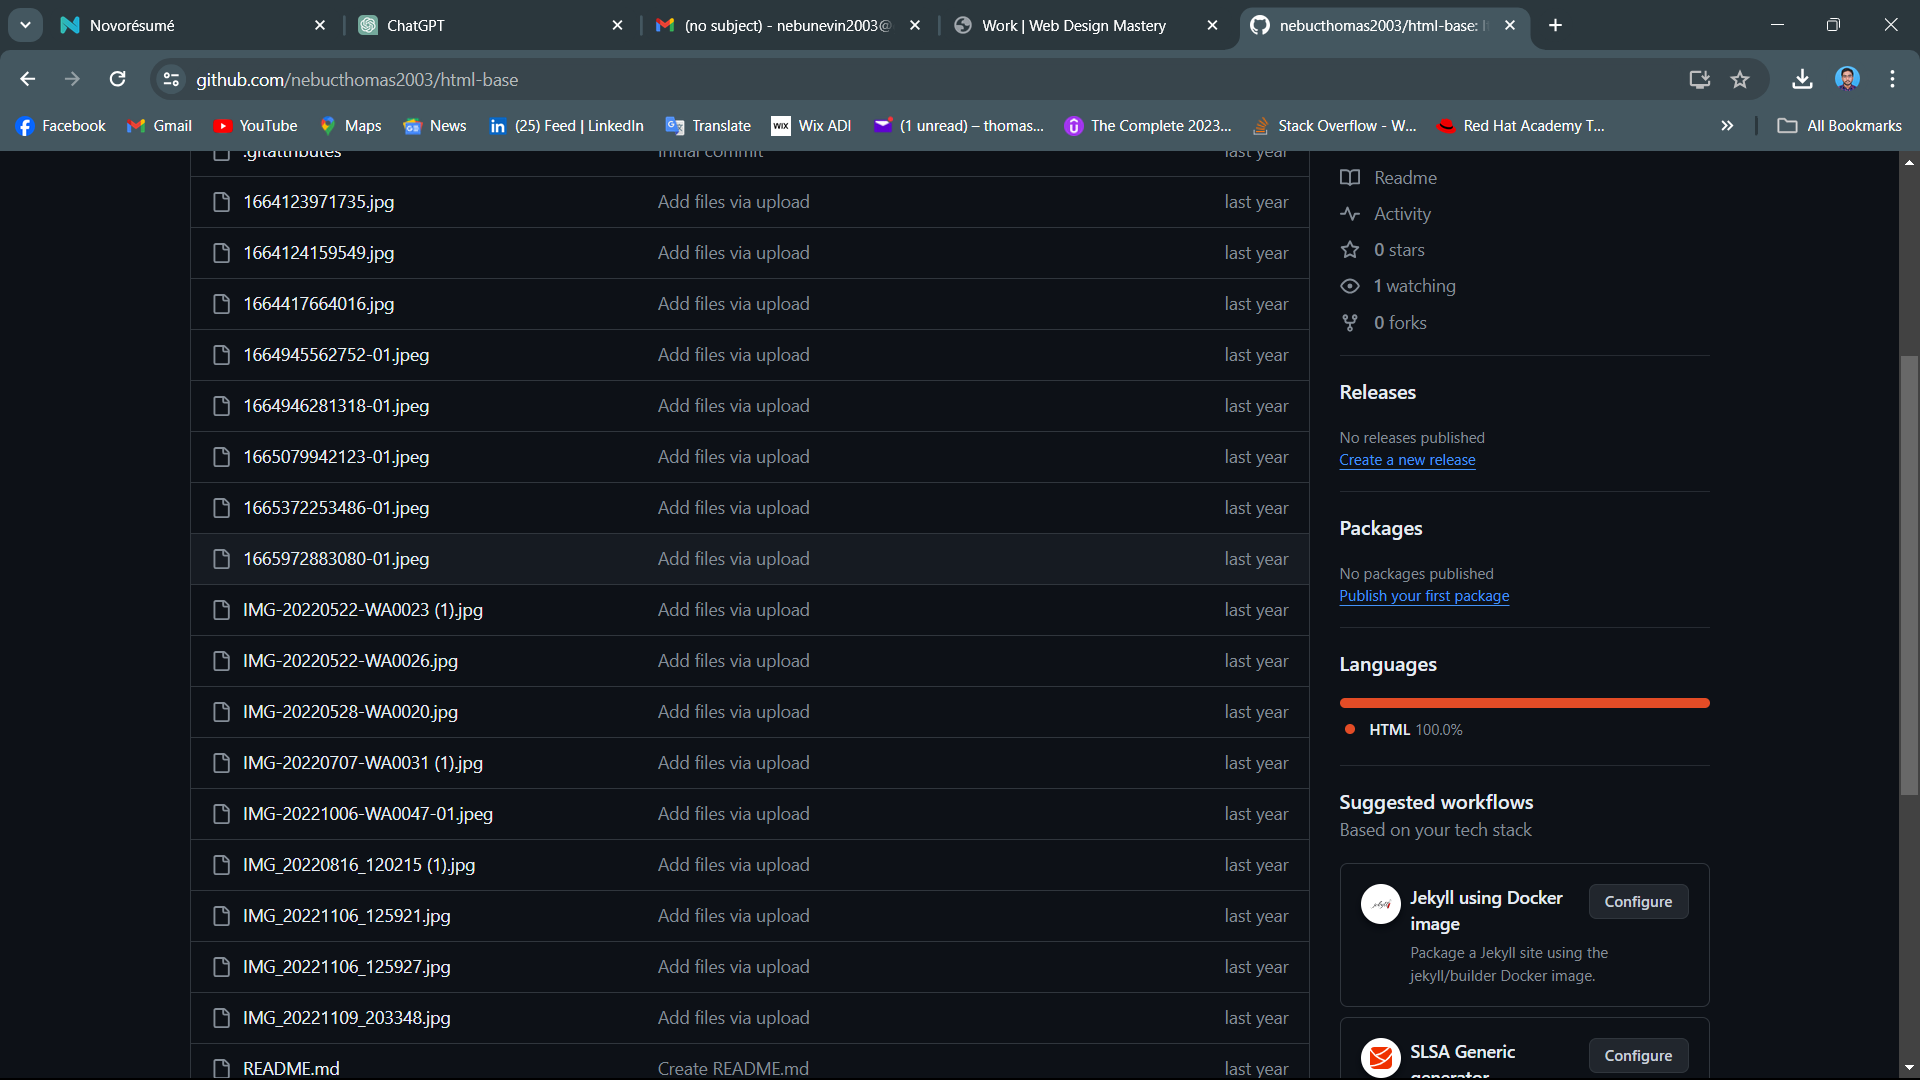 Novorésumé
ChatGPT
(no subject) - nebunevin2003@
Work | Web Design Mastery
nebucthomas2003/html-base:
github.com/nebucthomas2003/html-base
Facebook
Gmail
YouTube
Maps
News
(25) Feed | LinkedIn
Translate
WIX
Wix ADI
(1 unread) – thomas...
The Complete 2023...
Stack Overflow - W...
Red Hat Academy T...
All Bookmarks
.gitattributes Initial commit last year
1664123971735.jpg Add files via upload last year
1664124159549.jpg Add files via upload last year
1664417664016.jpg Add files via upload last year
1664945562752-01.jpeg Add files via upload last year
1664946281318-01.jpeg Add files via upload last year
1665079942123-01.jpeg Add files via upload last year
1665372253486-01.jpeg Add files via upload last year
1665972883080-01.jpeg Add files via upload last year
IMG-20220522-WA0023 (1).jpg Add files via upload last year
IMG-20220522-WA0026.jpg Add files via upload last year
IMG-20220528-WA0020.jpg Add files via upload last year
IMG-20220707-WA0031 (1).jpg Add files via upload last year
IMG-20221006-WA0047-01.jpeg Add files via upload last year
IMG_20220816_120215 (1).jpg Add files via upload last year
IMG_20221106_125921.jpg Add files via upload last year
IMG_20221106_125927.jpg Add files via upload last year
IMG_20221109_203348.jpg Add files via upload last year
README.md Create README.md last year
Readme
Activity
0 stars
1 watching
0 forks
Releases
No releases published
Create a new release
Packages
No packages published
Publish your first package
Languages
HTML 100.0%
Suggested workflows
Based on your tech stack
Jekyll using Docker
image
Configure
Package a Jekyll site using the
jekyll/builder Docker image.
SLSA Generic
generator
Configure